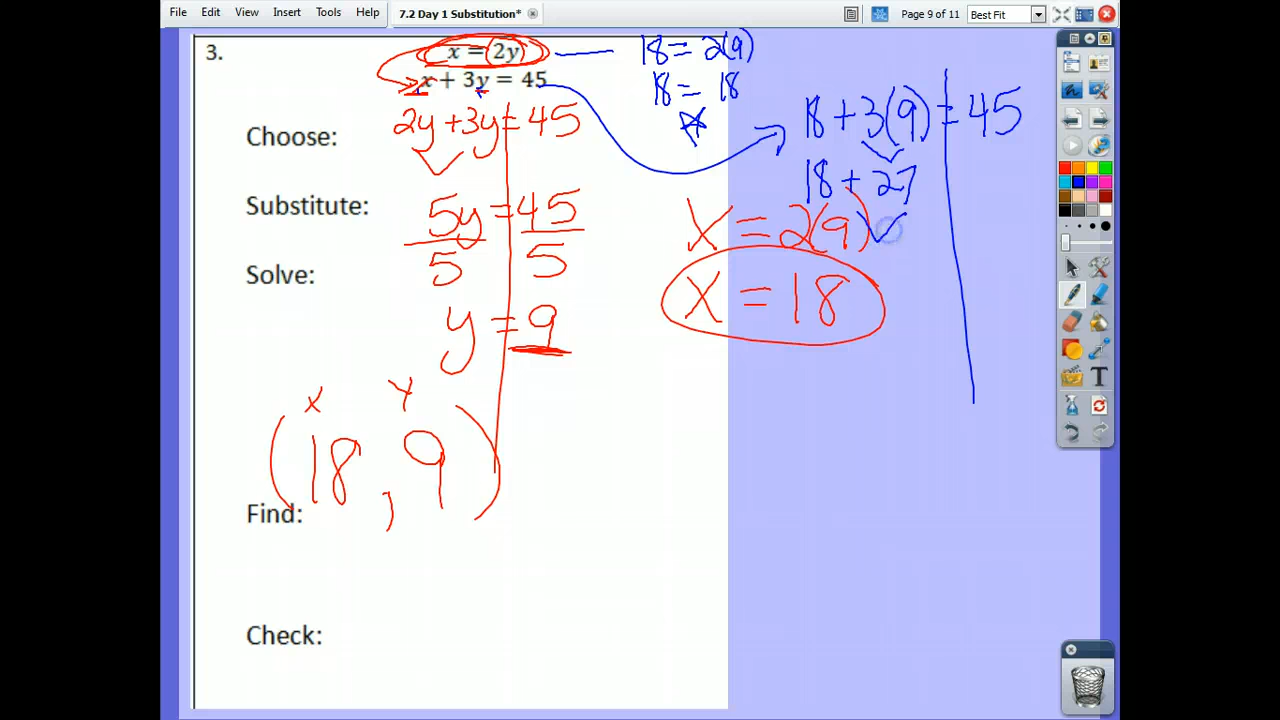 File Edit View Insert Tools Help 7.2 Day 1 Substitution* Page 9 of 11 Best Fit
3.
x = 2y
x + 3y = 45
18 = 2(9)
18 = 18
2y + 3y = 45
Choose:
18 + 3(9) = 45
18 + 27
Substitute:
5y = 45
5 5
x = 2(9)
Solve:
x = 18
y = 9
x y
(18, 9)
Find:
Check:
T